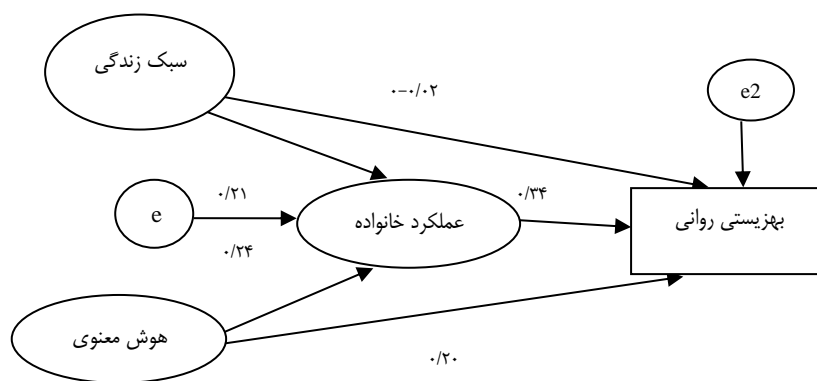 سبک زندگی
۰-۰/۰۲
e2
۰/۲۱
۰/۳۴
e
عملکرد خانواده
بهزیستی روانی
۰/۲۴
هوش معنوی
۰/۲۰